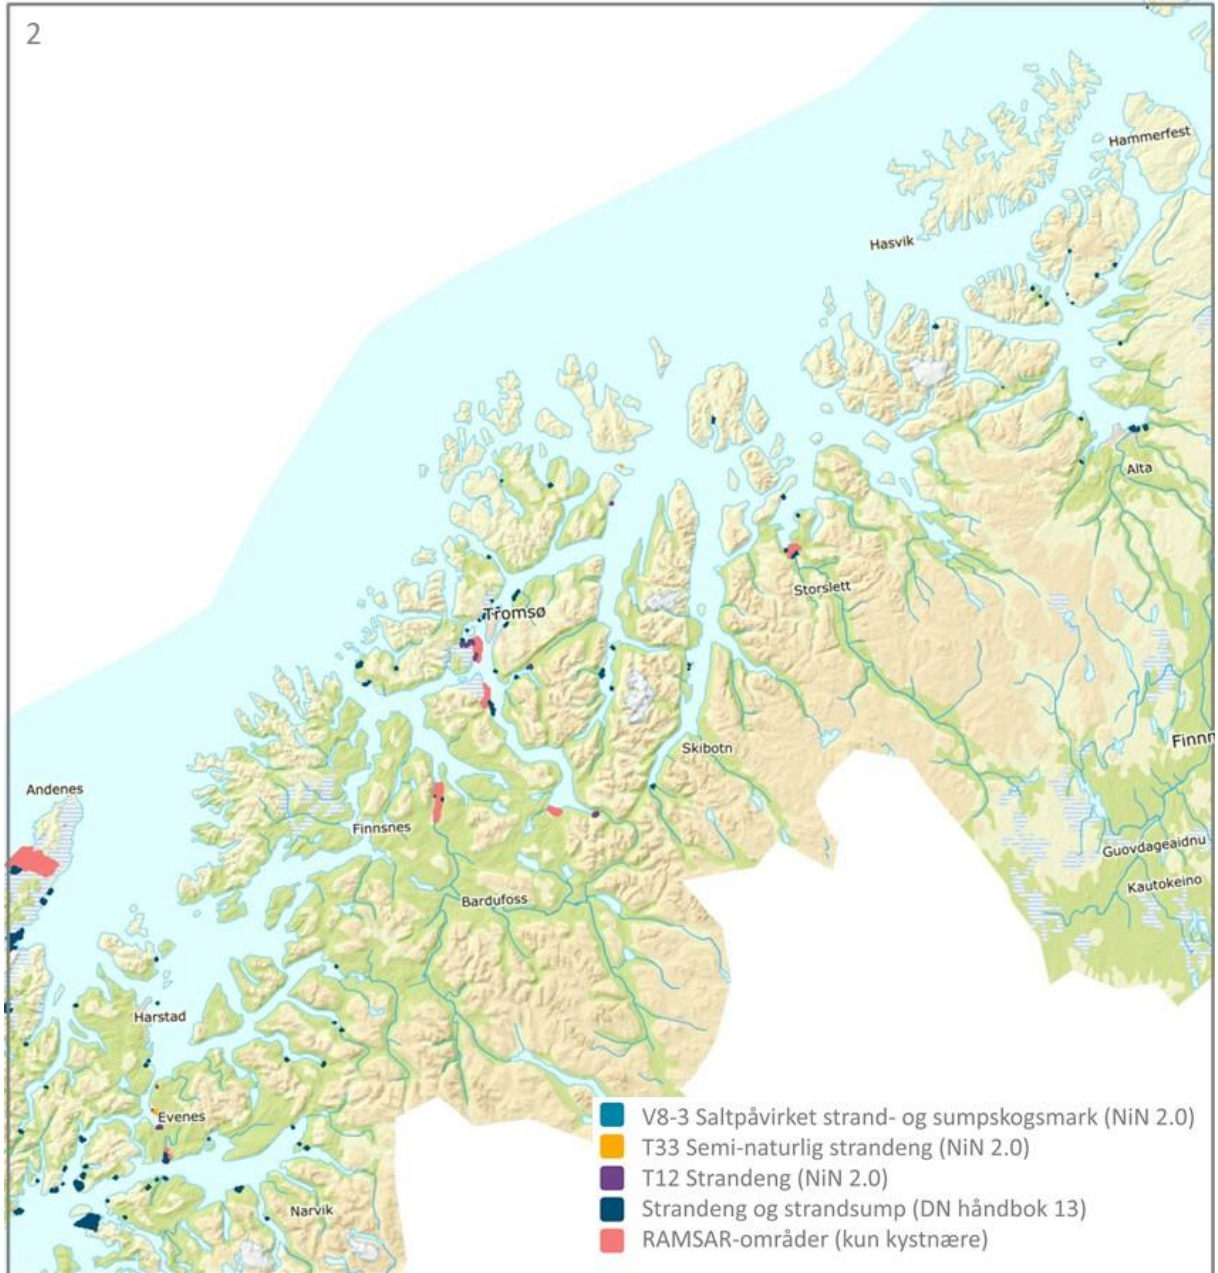 2
Hammerfest
Hasvik
Alta
Storslett
Tromsø
Skibotn
Finnm
Andenes
Finnsnes
Guovdageaidnu
Kautokeino
Bardufoss
Harstad
Evenes
Narvik
V8-3 Saltpåvirket strand- og sumpskogsmark (NiN 2.0)
T33 Semi-naturlig strandeng (NiN 2.0)
T12 Strandeng (NiN 2.0)
Strandeng og strandsump (DN håndbok 13)
RAMSAR-områder (kun kystnære)